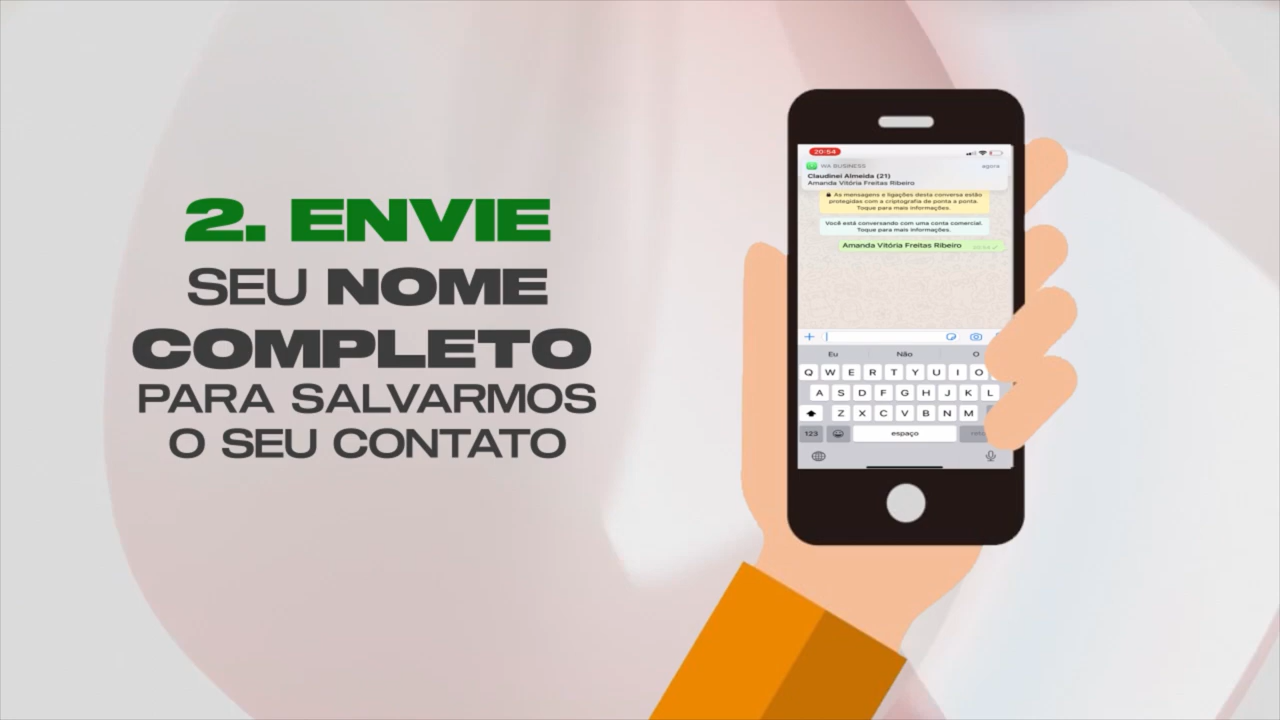 2. ENVIE
SEU NOME
COMPLETO
PARA SALVARMOS
O SEU CONTATO
20:54
WA BUSINESS
agora
Claudinei Almeida (21)
Amanda Vitória Freitas Ribeiro
As mensagens e ligações desta conversa estão
protegidas com a criptografia de ponta a ponta.
Toque para mais informações.
Você está conversando com uma conta comercial.
Toque para mais informações.
Amanda Vitória Freitas Ribeiro
20:54
Eu Não O
Q W E R T Y U I O
A S D F G H J K L
Z X C V B N M
123 espaço